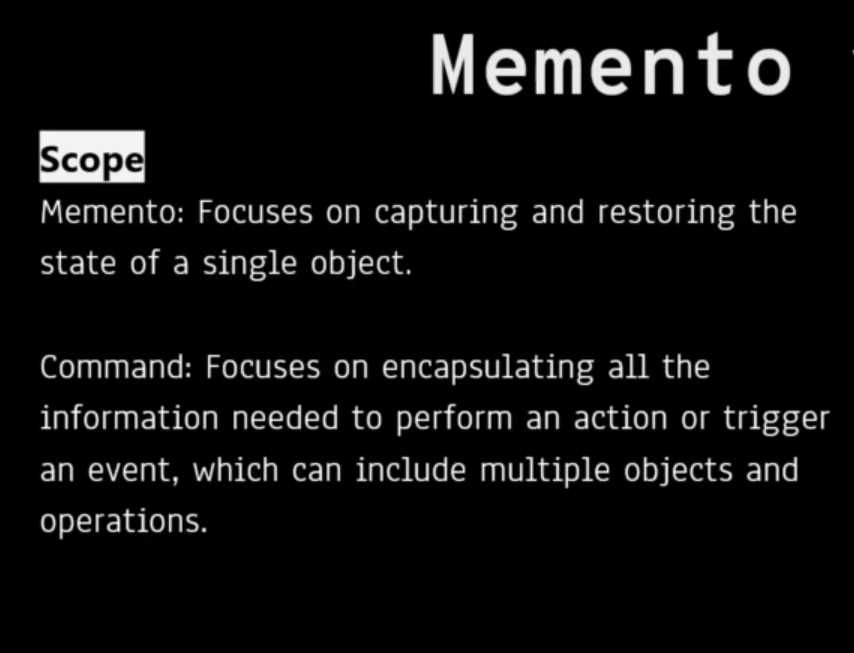 Memento
Scope
Memento: Focuses on capturing and restoring the
state of a single object.
Command: Focuses on encapsulating all the
information needed to perform an action or trigger
an event, which can include multiple objects and
operations.